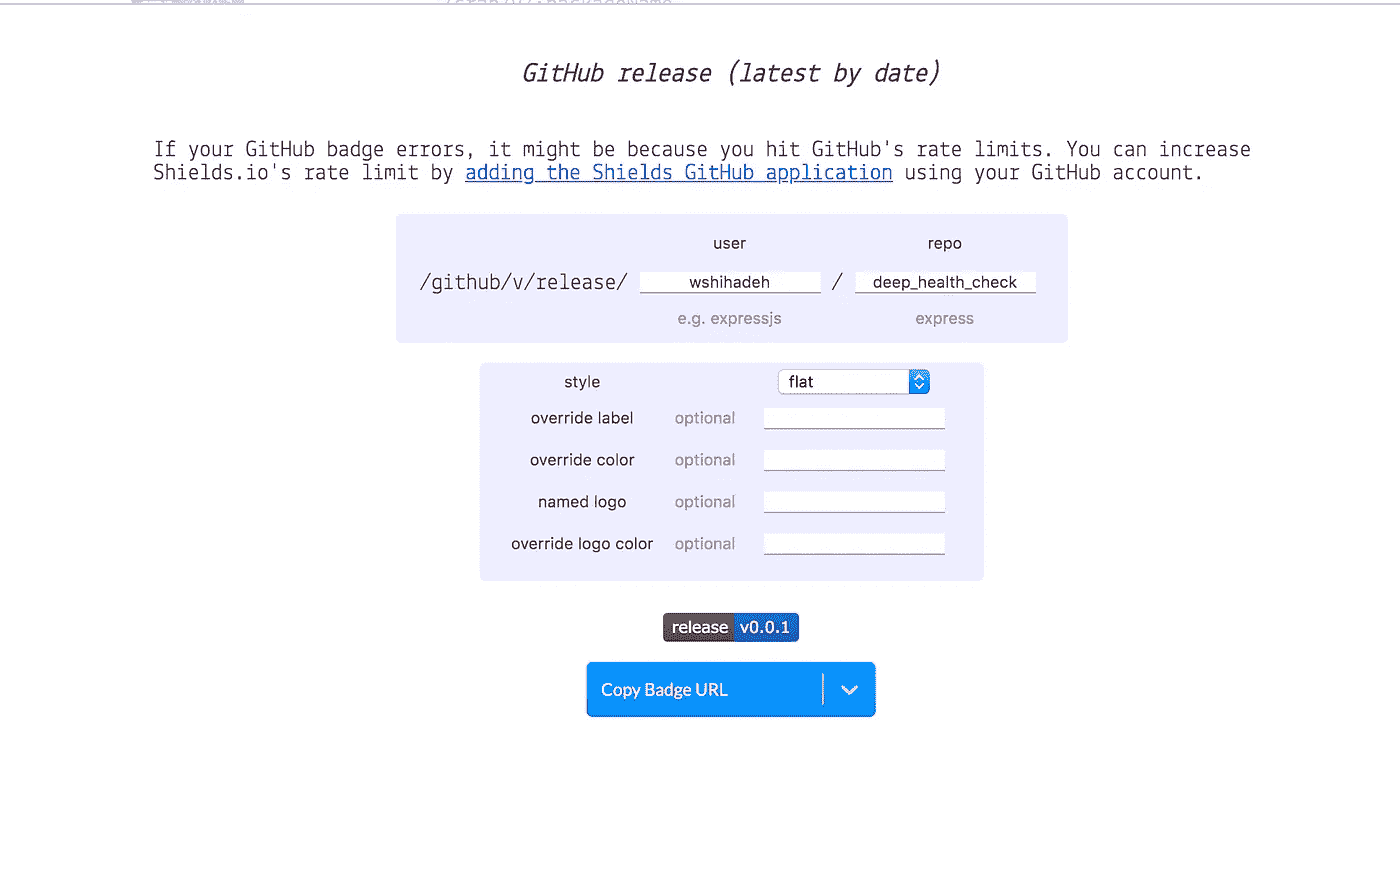 GitHub release (latest by date)
If your GitHub badge errors, it might be because you hit GitHub's rate limits. You can increase
Shields.io's rate limit by adding the Shields GitHub application using your GitHub account.
user repo
/github/v/release/ wshihadeh / deep_health_check
e.g. expressjs express
style flat
override label optional
override color optional
named logo optional
override logo color optional
release v0.0.1
Copy Badge URL